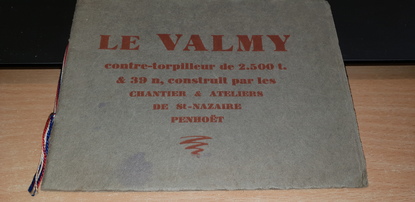 LE VALMY
contre-torpilleur de 2.500 t.
& 39 n, construit par les
CHANTIER & ATELIERS
DE St-NAZAIRE
PENHOËT